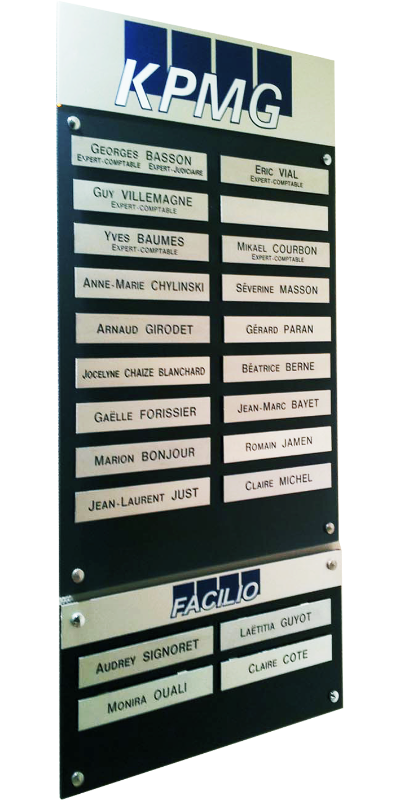 KPMG
Georges BASSON
Expert-comptable Expert-judiciaire
Guy VILLEMAGNE
Expert-comptable
Yves BAUMES
Expert-comptable
Anne-Marie CHYLINSKI
Arnaud GIRODET
Jocelyne CHAIZE BLANCHARD
Gaëlle FORISSIER
Marion BONJOUR
Jean-Laurent JUST
Eric VIAL
Expert-comptable
Mikael COURBON
Expert-comptable
Séverine MASSON
Gérard PARAN
Béatrice BERNE
Jean-Marc BAYET
Romain JAMEN
Claire MICHEL
FACILIO
Audrey SIGNORET
Monira OUALI
Laëtitia GUYOT
Claire COTE